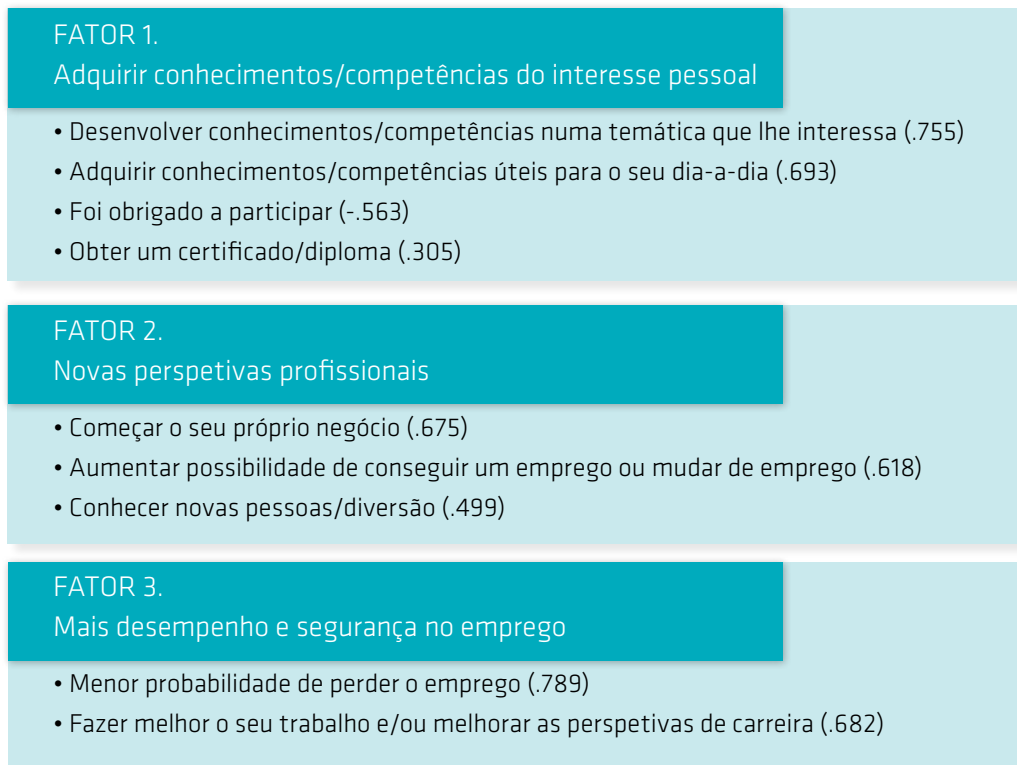 FATOR 1.
Adquirir conhecimentos/competências do interesse pessoal
• Desenvolver conhecimentos/competências numa temática que lhe interessa (.755)
• Adquirir conhecimentos/competências úteis para o seu dia-a-dia (.693)
• Foi obrigado a participar (-.563)
• Obter um certificado/diploma (.305)
FATOR 2.
Novas perspetivas profissionais
• Começar o seu próprio negócio (.675)
• Aumentar possibilidade de conseguir um emprego ou mudar de emprego (.618)
• Conhecer novas pessoas/diversão (.499)
FATOR 3.
Mais desempenho e segurança no emprego
• Menor probabilidade de perder o emprego (.789)
• Fazer melhor o seu trabalho e/ou melhorar as perspetivas de carreira (.682)